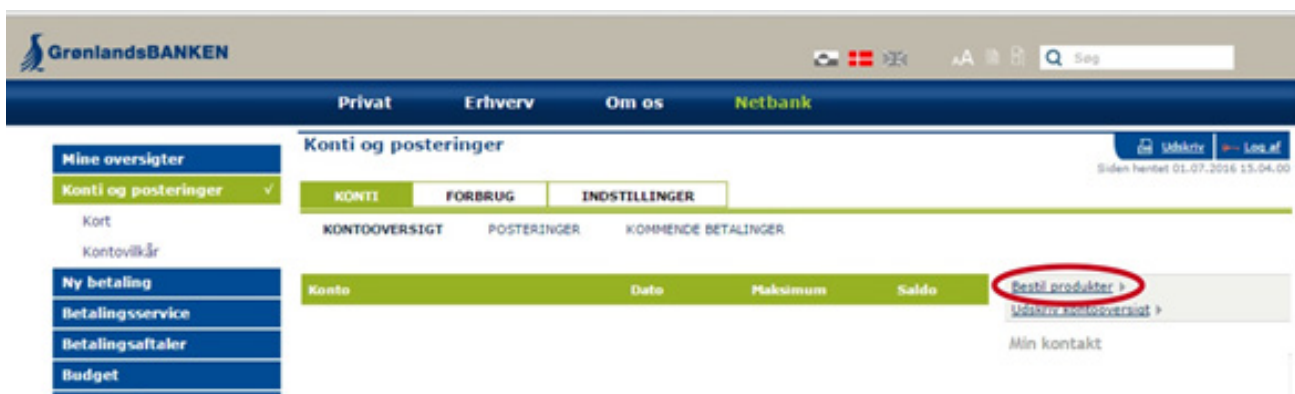 GrønlandsBANKEN
AA
Søg
Privat Erhverv Om os Netbank
Mine oversigter
Konti og posteringer
Kort
Kontovilkår
Ny betaling
Betalingsservice
Betalingsaftaler
Budget
Konti og posteringer
Udskriv Log af
Siden hentet 01.07.2016 15.04.00
KONTI FORBRUG INDSTILLINGER
KONTOOVERSIGT POSTERINGER KOMMENDE BETALINGER
Konto Dato Maksimum Saldo
Bestil produkter
Udskriv kontooversigt
Min kontakt